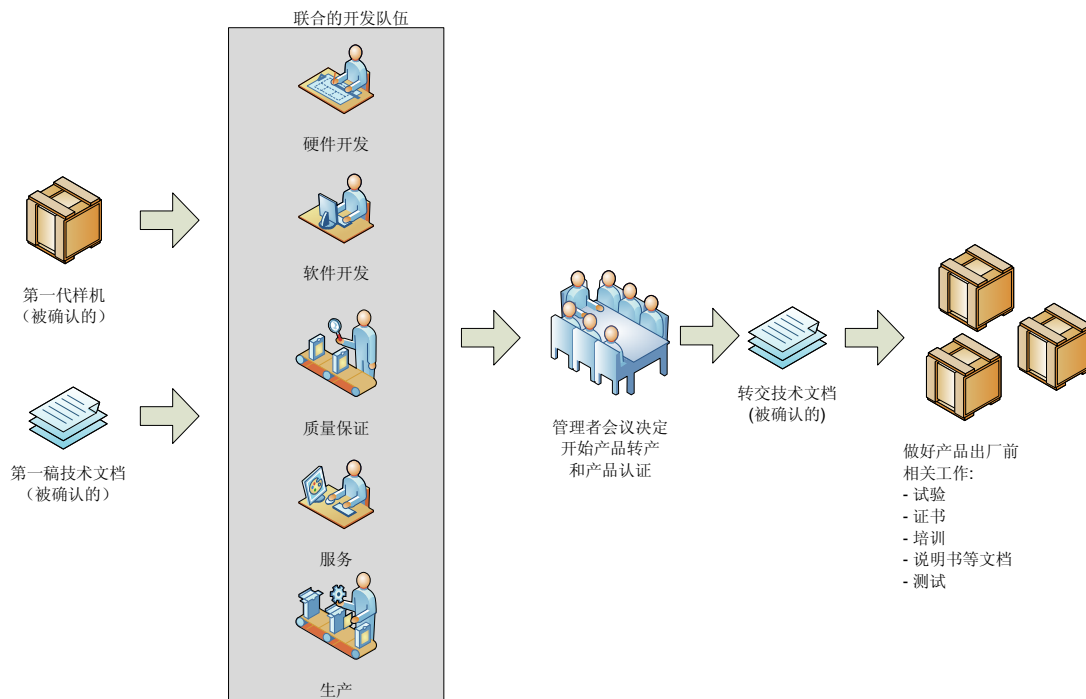 联合的开发队伍
硬件开发
软件开发
质量保证
服务
生产
第一代样机
（被确认的）
第一稿技术文档
（被确认的）
管理者会议决定
开始产品转产
和产品认证
转交技术文档
(被确认的)
做好产品出厂前
相关工作:
- 试验
- 证书
- 培训
- 说明书等文档
- 测试